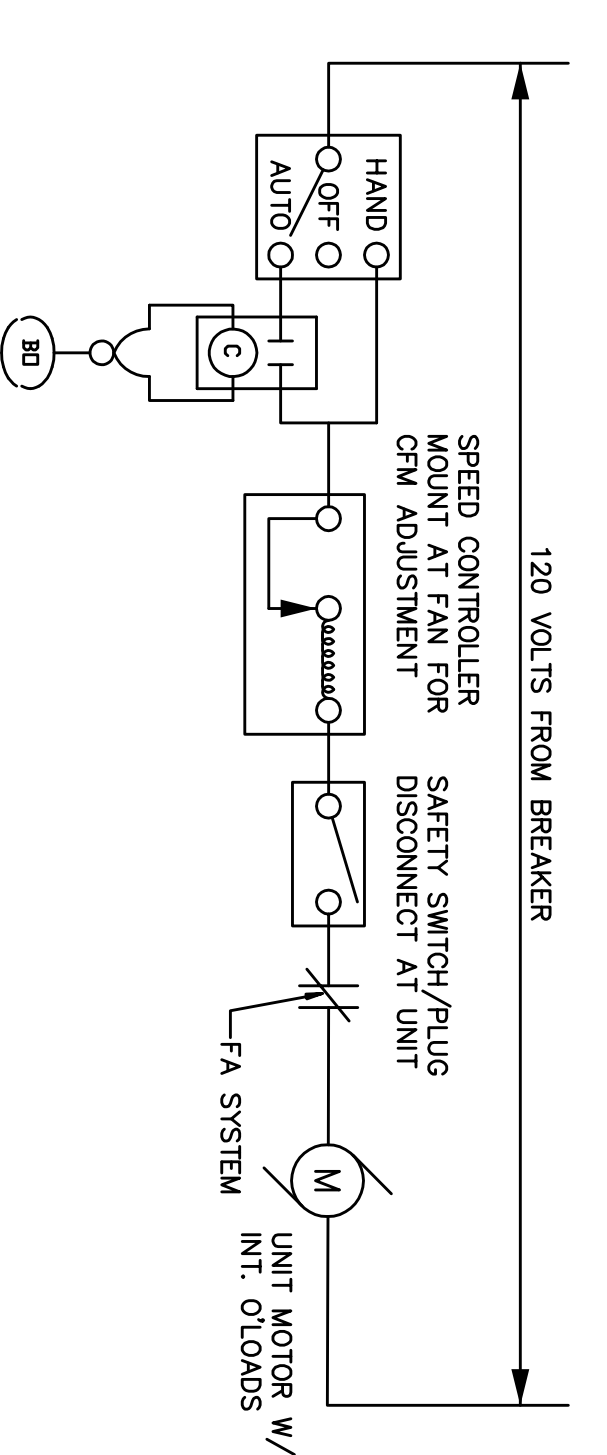 120 VOLTS FROM BREAKER
HAND
OFF
AUTO
C
BO
SPEED CONTROLLER
MOUNT AT FAN FOR
CFM ADJUSTMENT
SAFETY SWITCH/PLUG
DISCONNECT AT UNIT
FA SYSTEM
M
UNIT MOTOR W/
INT. O'LOADS